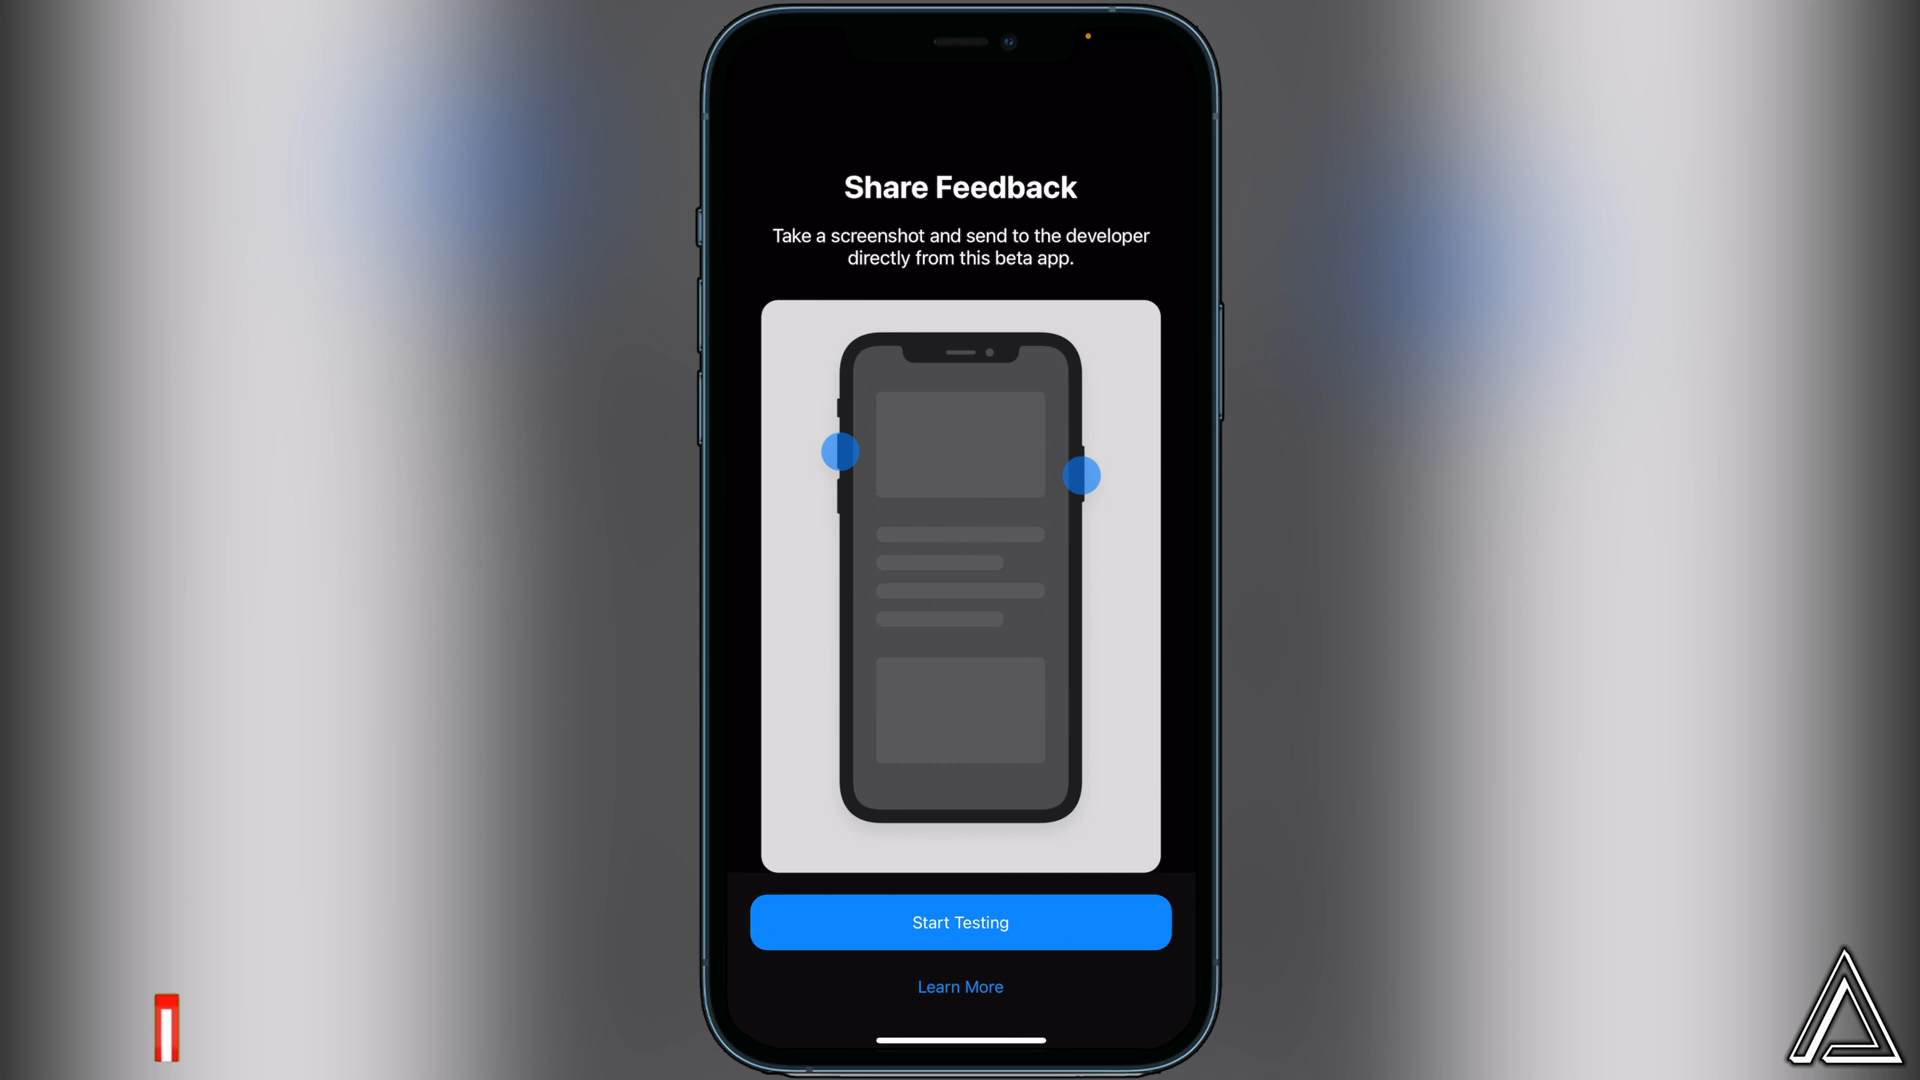 Share Feedback
Take a screenshot and send to the developer
directly from this beta app.
Start Testing
Learn More